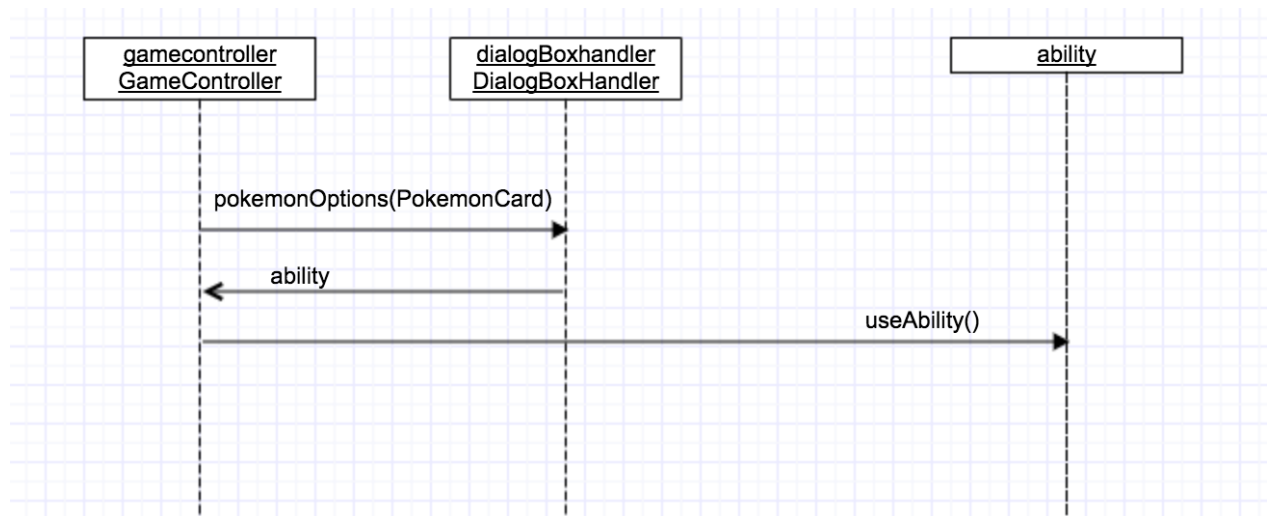 gamecontroller
GameController
dialogBoxhandler
DialogBoxHandler
ability
pokemonOptions(PokemonCard)
ability
useAbility()